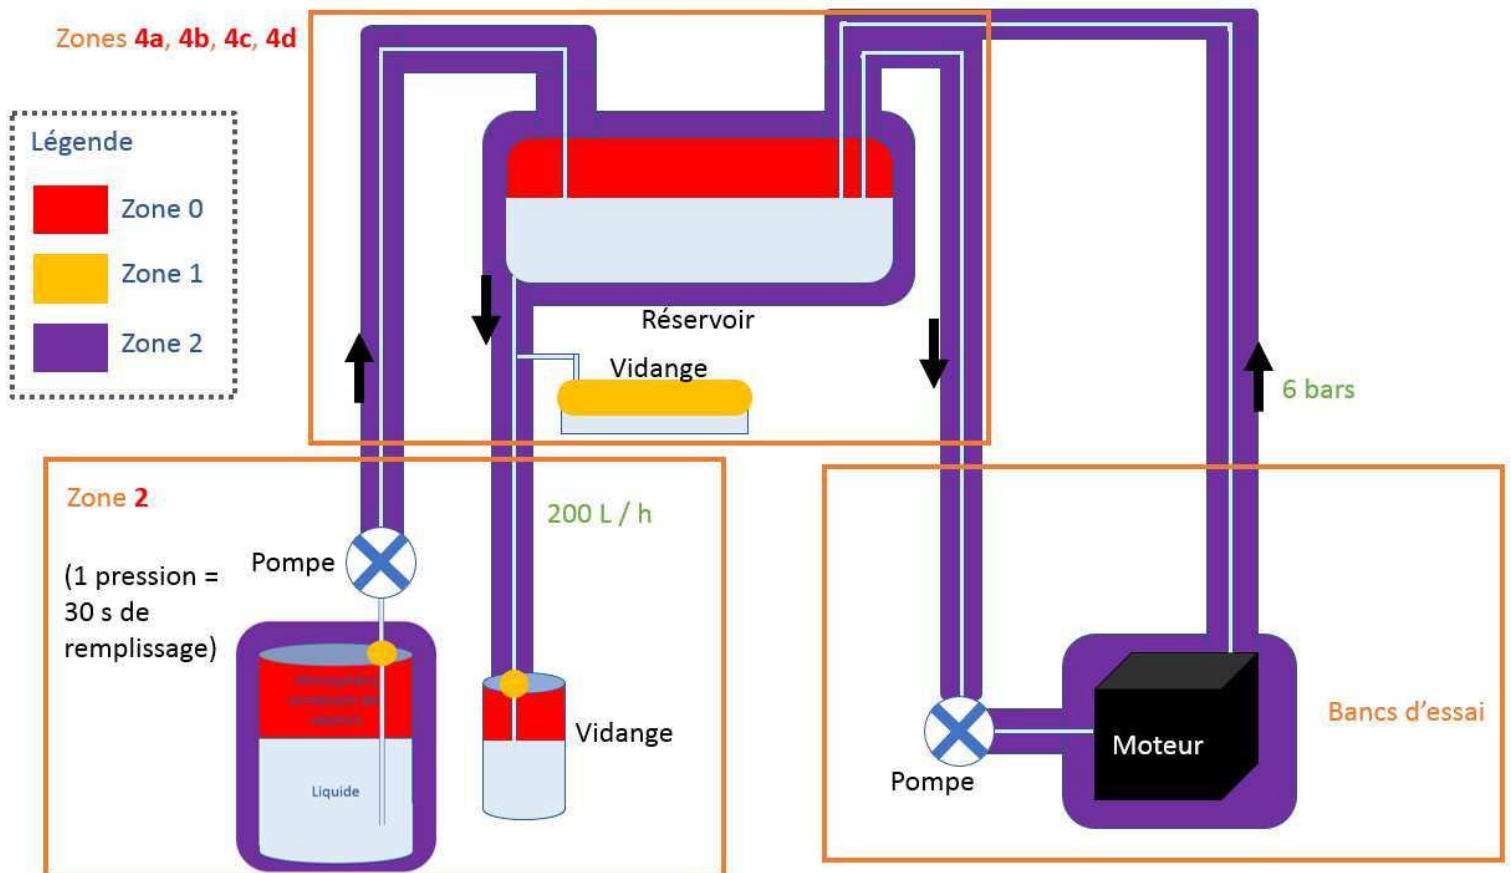 Zones 4a, 4b, 4c, 4d
Légende
Zone 0
Zone 1
Zone 2
Réservoir
Vidange
6 bars
Zone 2
200 L / h
Pompe
(1 pression =
30 s de
remplissage)
Liquide
Vidange
Bancs d'essai
Moteur
Pompe